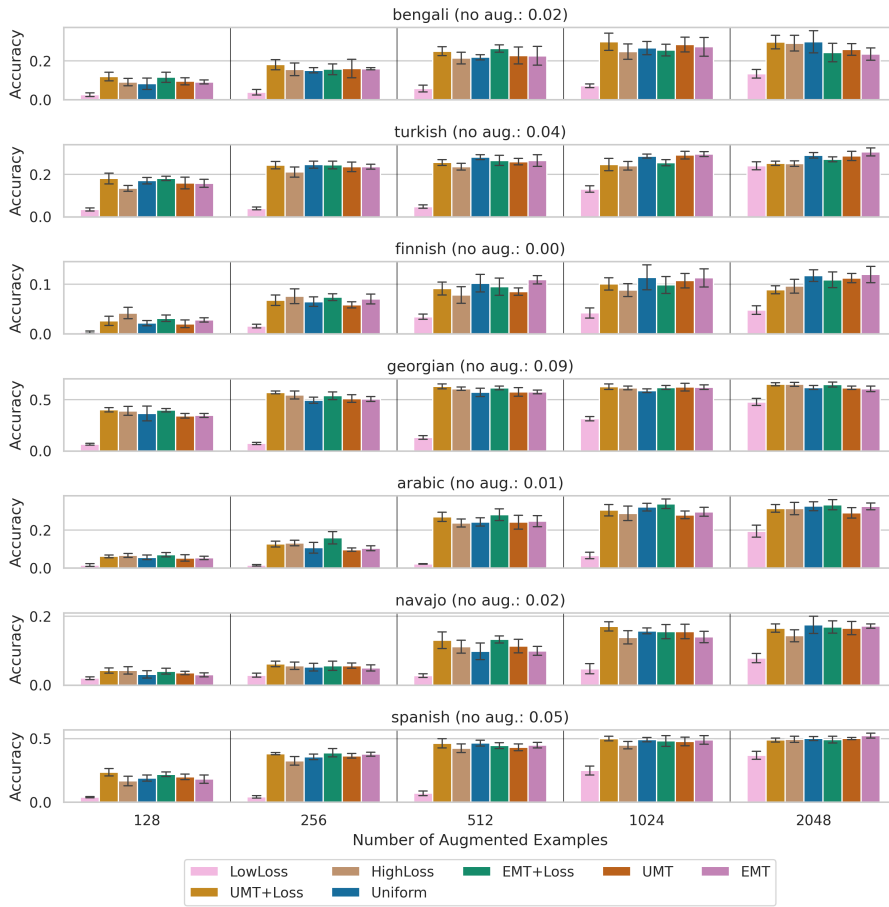 bengali (no aug.: 0.02)
Accuracy
0.2
0.0
turkish (no aug.: 0.04)
Accuracy
0.2
0.0
finnish (no aug.: 0.00)
Accuracy
0.1
0.0
georgian (no aug.: 0.09)
Accuracy
0.5
0.0
arabic (no aug.: 0.01)
Accuracy
0.2
0.0
navajo (no aug.: 0.02)
Accuracy
0.2
0.0
spanish (no aug.: 0.05)
Accuracy
0.5
0.0
128 256 512 1024 2048
Number of Augmented Examples
LowLoss HighLoss EMT+Loss UMT EMT
UMT+Loss Uniform